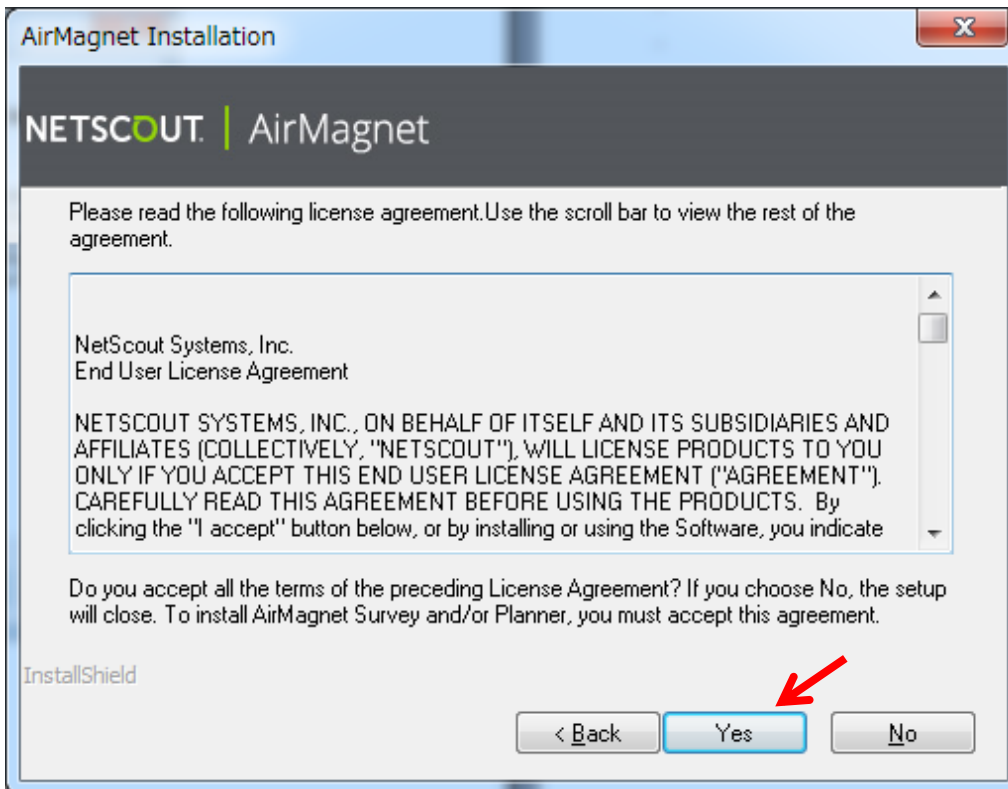 AirMagnet Installation
NETSCOUT. | AirMagnet
Please read the following license agreement.Use the scroll bar to view the rest of the
agreement.
NetScout Systems, Inc.
End User License Agreement
NETSCOUT SYSTEMS, INC., ON BEHALF OF ITSELF AND ITS SUBSIDIARIES AND
AFFILIATES (COLLECTIVELY, "NETSCOUT"), WILL LICENSE PRODUCTS TO YOU
ONLY IF YOU ACCEPT THIS END USER LICENSE AGREEMENT ("AGREEMENT").
CAREFULLY READ THIS AGREEMENT BEFORE USING THE PRODUCTS.  By
clicking the "I accept" button below, or by installing or using the Software, you indicate
Do you accept all the terms of the preceding License Agreement? If you choose No, the setup
will close. To install AirMagnet Survey and/or Planner, you must accept this agreement.
InstallShield
< Back Yes No